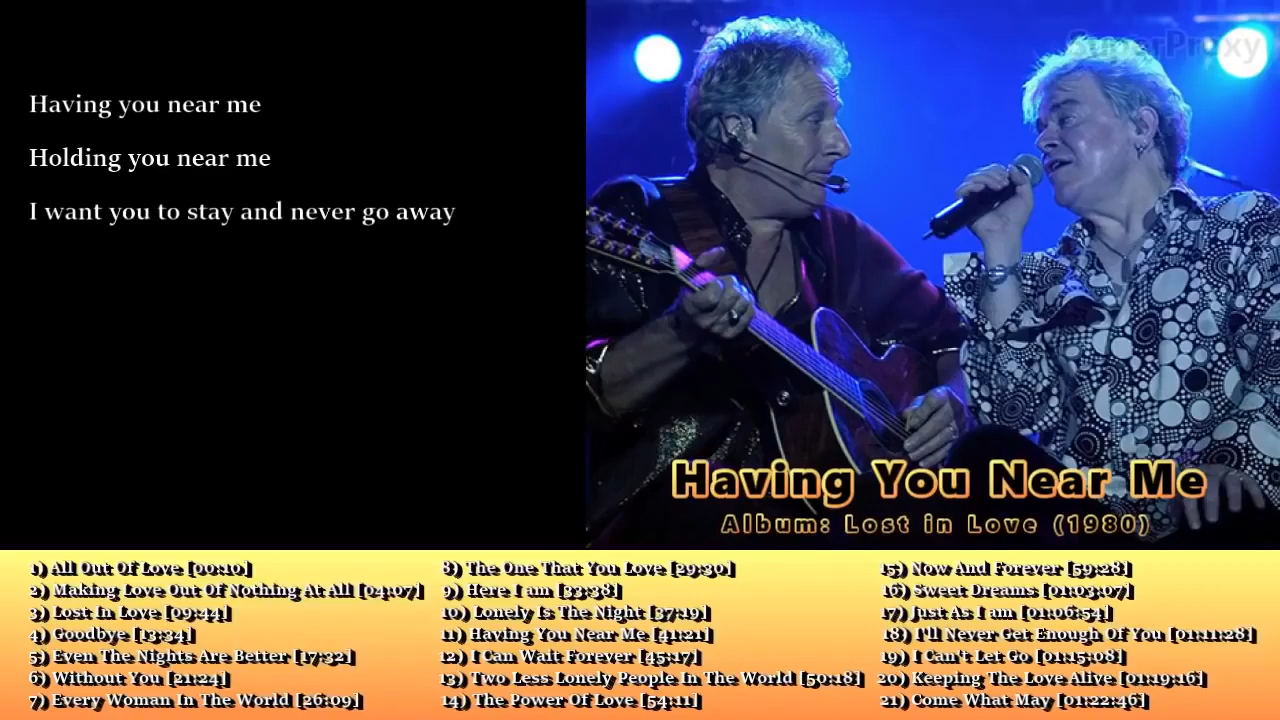 SuperProxy
Having you near me
Holding you near me
I want you to stay and never go away
Having You Near Me
Album: Lost in Love (1980)
1) All Out Of Love [00:10]
2) Making Love Out Of Nothing At All [04:07]
3) Lost In Love [09:44]
4) Goodbye [13:34]
5) Even The Nights Are Better [17:32]
6) Without You [21:24]
7) Every Woman In The World [26:09]
8) The One That You Love [29:30]
9) Here I am [33:38]
10) Lonely Is The Night [37:19]
11) Having You Near Me [41:21]
12) I Can Wait Forever [45:17]
13) Two Less Lonely People In The World [50:18]
14) The Power Of Love [54:11]
15) Now And Forever [59:28]
16) Sweet Dreams [01:03:07]
17) Just As I am [01:06:54]
18) I'll Never Get Enough Of You [01:11:28]
19) I Can't Let Go [01:15:08]
20) Keeping The Love Alive [01:19:16]
21) Come What May [01:22:46]